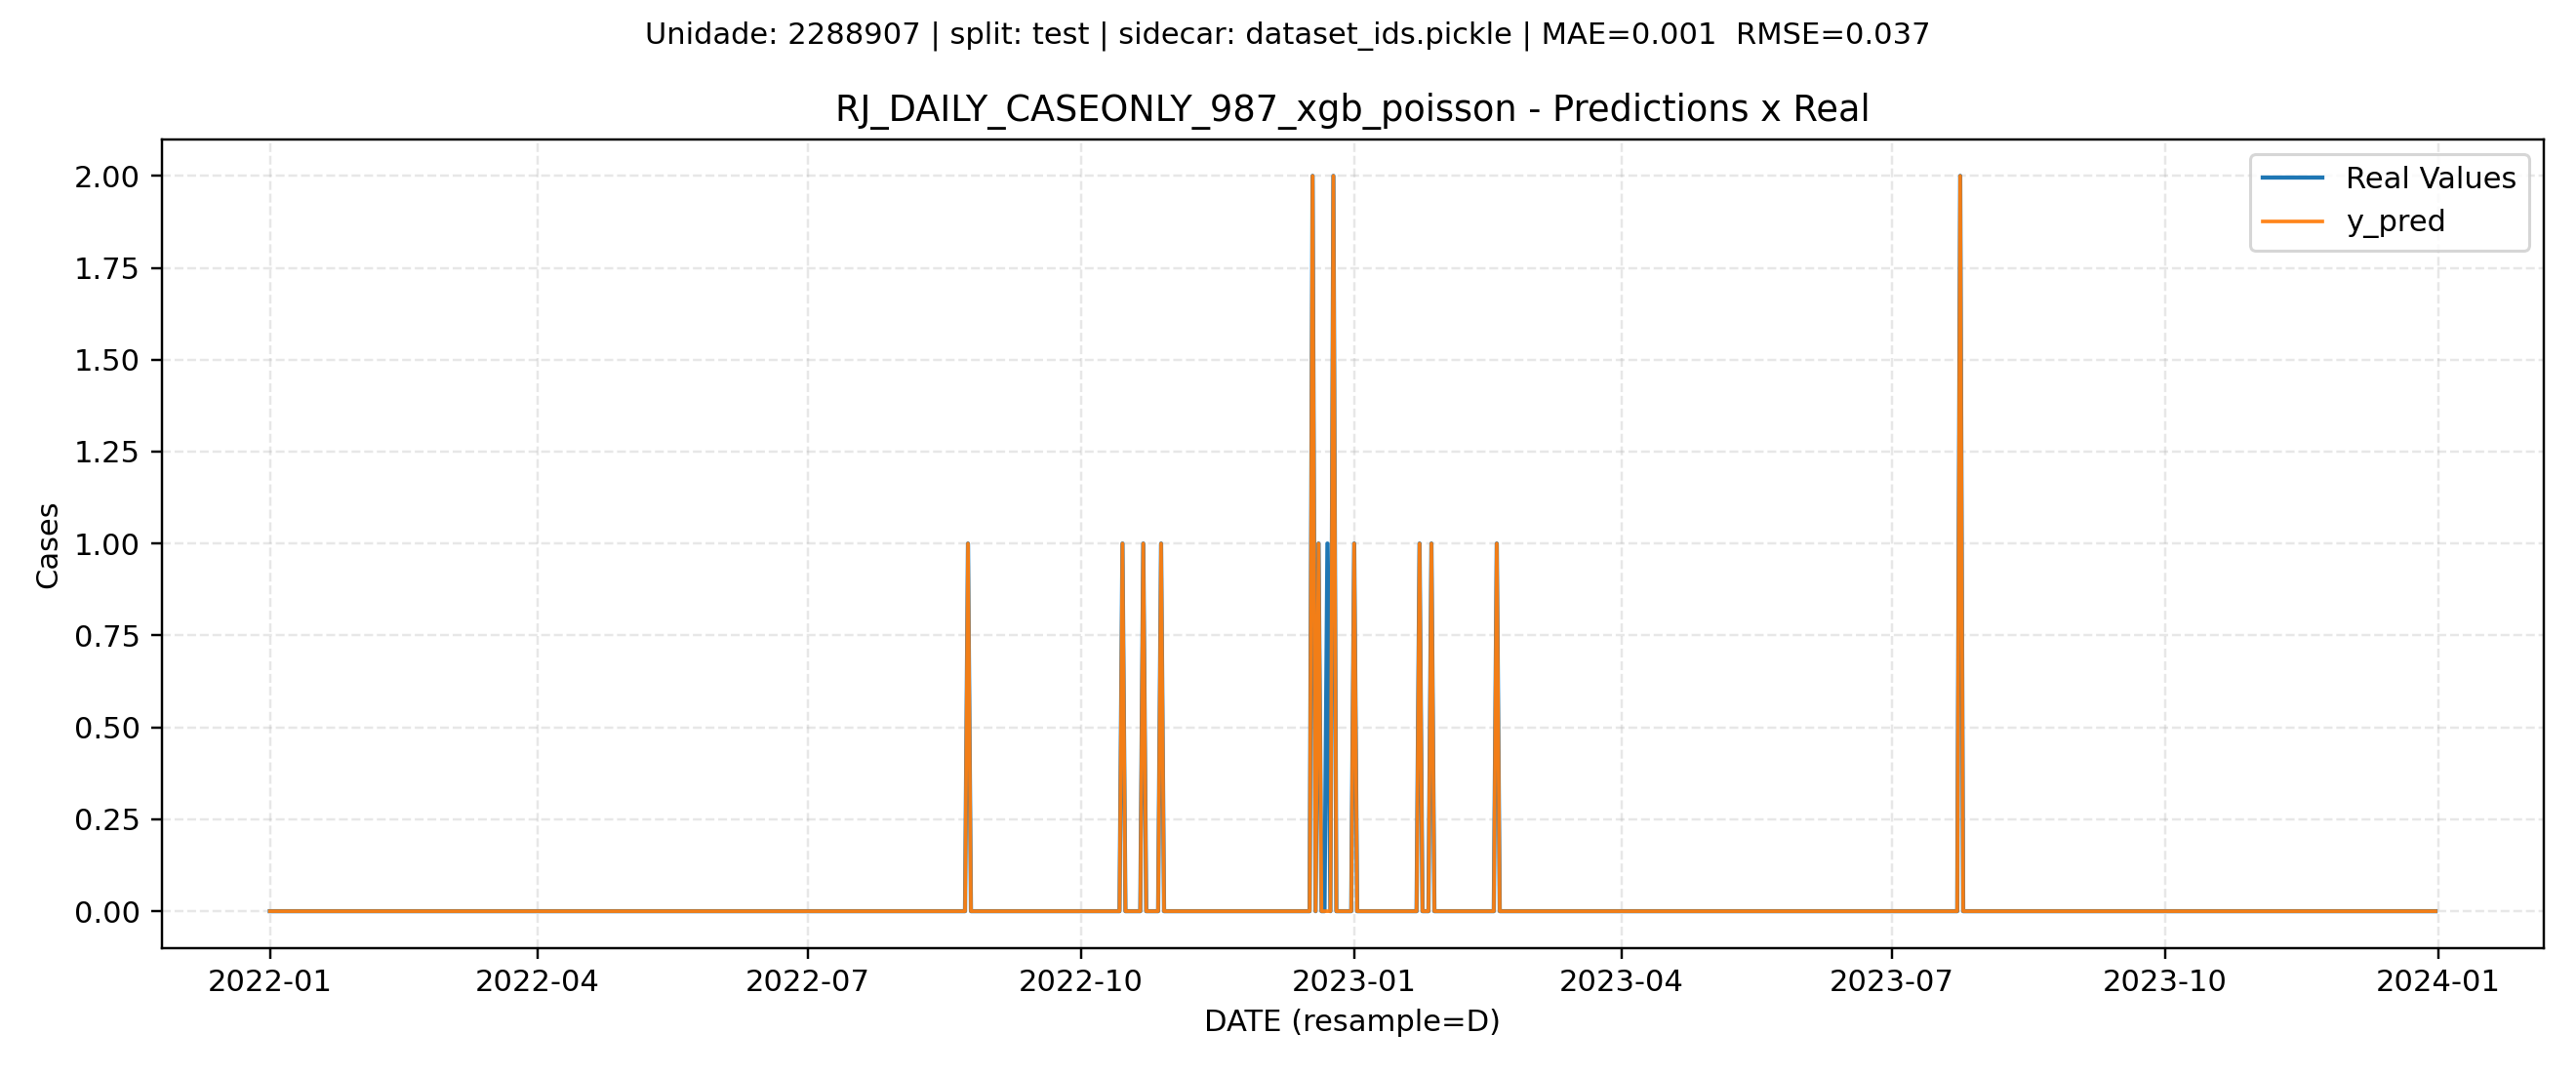 Unidade: 2288907 | split: test | sidecar: dataset_ids.pickle | MAE=0.001  RMSE=0.037
RJ_DAILY_CASEONLY_987_xgb_poisson - Predictions x Real
Real Values
y_pred
2.00
1.75
1.50
1.25
1.00
0.75
0.50
0.25
0.00
Cases
2022-01 2022-04 2022-07 2022-10 2023-01 2023-04 2023-07 2023-10 2024-01
DATE (resample=D)